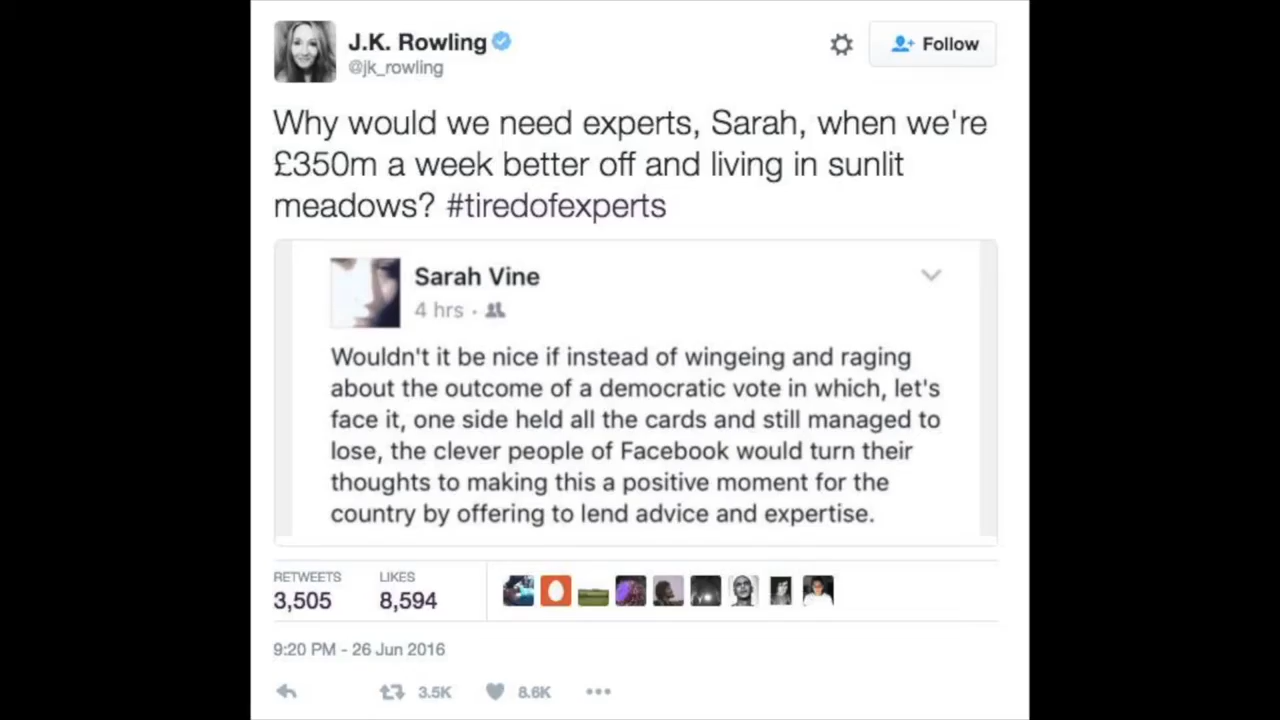 J.K. Rowling
@jk_rowling
Follow
Why would we need experts, Sarah, when we're
£350m a week better off and living in sunlit
meadows? #tiredofexperts
Sarah Vine
4 hrs ·
Wouldn't it be nice if instead of wingeing and raging
about the outcome of a democratic vote in which, let's
face it, one side held all the cards and still managed to
lose, the clever people of Facebook would turn their
thoughts to making this a positive moment for the
country by offering to lend advice and expertise.
RETWEETS LIKES
3,505 8,594
9:20 PM - 26 Jun 2016
3.5K 8.6K